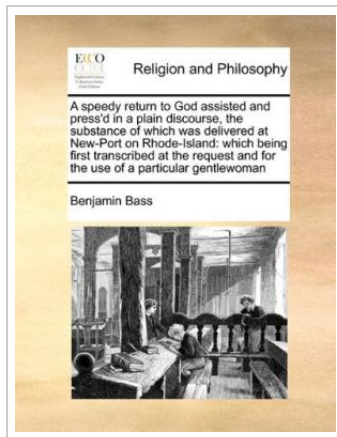 ECCO
Religion and Philosophy
A speedy return to God assisted and
press'd in a plain discourse, the
substance of which was delivered at
New-Port on Rhode-Island: which being
first transcribed at the request and for
the use of a particular gentlewoman
Benjamin Bass